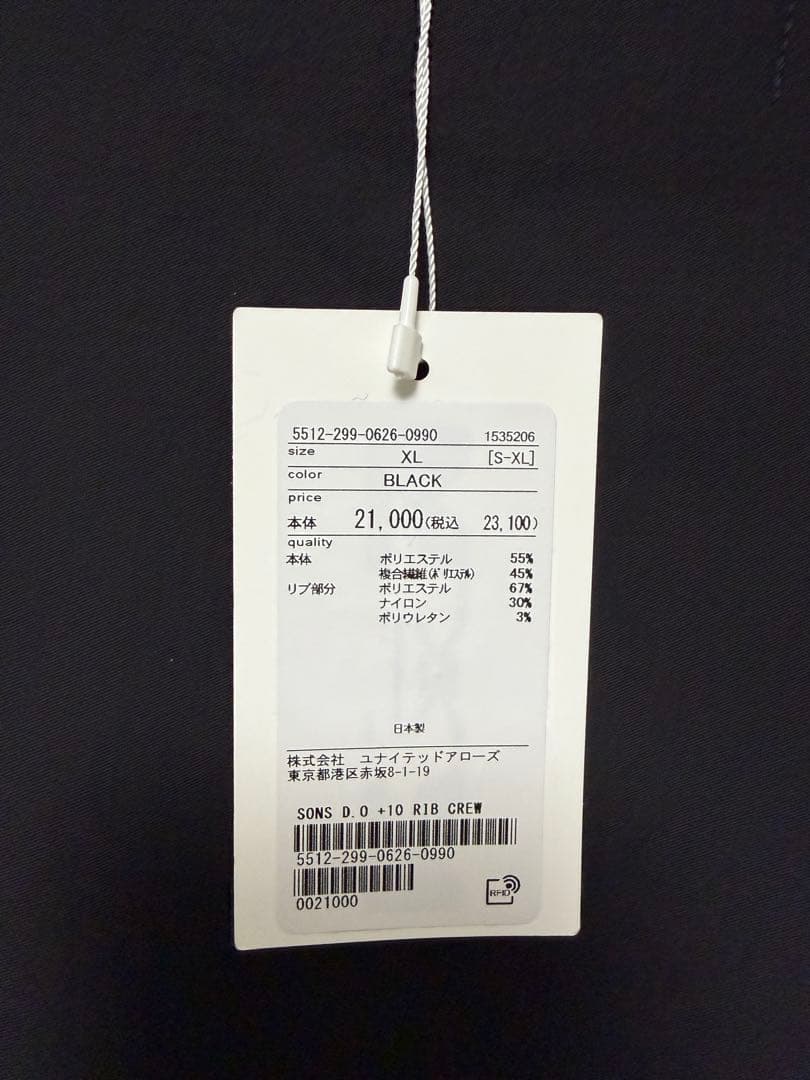 5512-299-0626-0990 1535206
size XL [S-XL]
color BLACK
price
本体 21,000(税込 23,100)
quality
本体 ポリエステル 55%
複合繊維(ポリエステル) 45%
リブ部分 ポリエステル 67%
ナイロン 30%
ポリウレタン 3%
日本製
株式会社 ユナイテッドアローズ
東京都港区赤坂8-1-19
SONS D.O +10 RIB CREW
5512-299-0626-0990
0021000
RFID